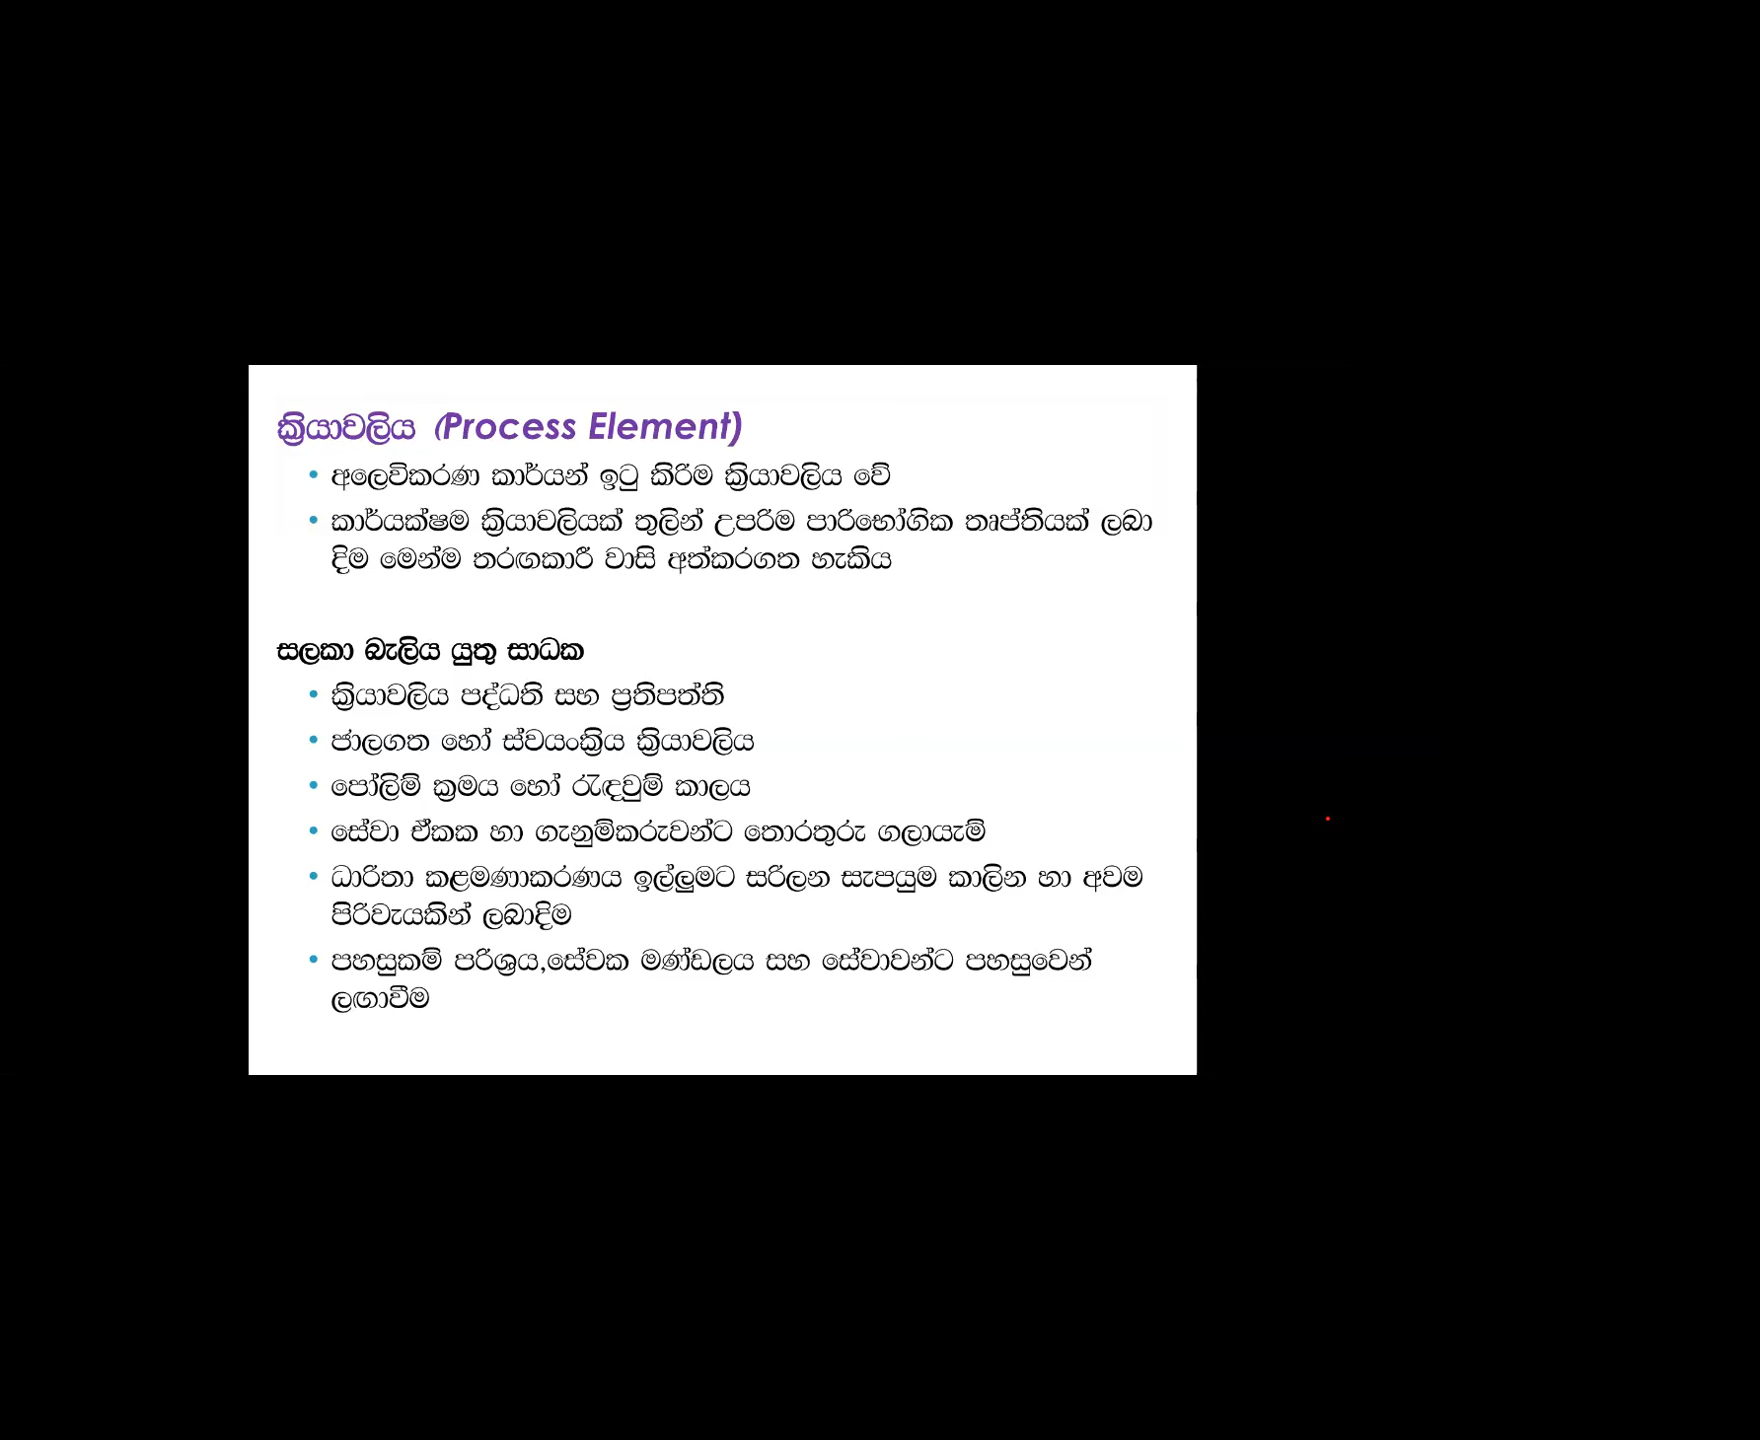 ක්‍රියාවලිය (Process Element)
• අලෙවිකරණ කාර්යන් ඉටු කිරිම ක්‍රියාවලිය වේ
• කාර්යක්ෂම ක්‍රියාවලියක් තුලින් උපරිම පාරිභෝගික තෘප්තියක් ලබා
දිම මෙන්ම තරඟකාරී වාසි අත්කරගත හැකිය
සලකා බැලිය යුතු සාධක
• ක්‍රියාවලිය පද්ධති සහ ප්‍රතිපත්ති
• ජාලගත හෝ ස්වයංක්‍රිය ක්‍රියාවලිය
• පෝලිම් ක්‍රමය හෝ රැඳවුම් කාලය
• සේවා ඒකක හා ගැනුම්කරුවන්ට තොරතුරු ගලායැම්
• ධාරිතා කළමණාකරණය ඉල්ලුමට සරිලන සැපයුම කාලින හා අවම
පිරිවැයකින් ලබාදිම
• පහසුකම් පරිශ්‍රය,සේවක මණ්ඩලය සහ සේවාවන්ට පහසුවෙන්
ලඟාවීම